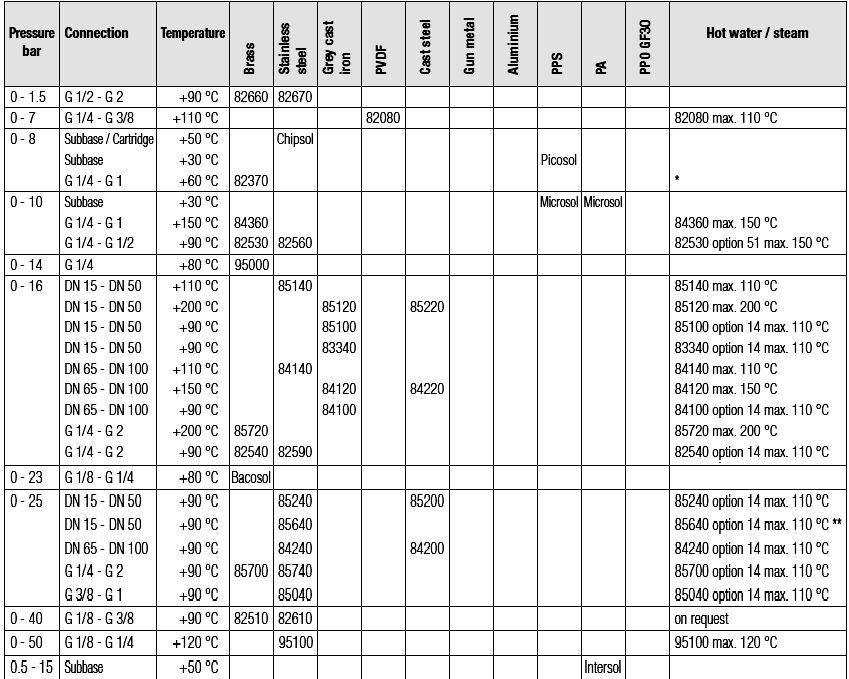 Pressure bar Connection Temperature Brass Stainless steel Grey cast iron PVDF Cast steel Gun metal Aluminium PPS PA PPO GF30 Hot water / steam
0 - 1.5 G 1/2 - G 2 +90 °C 82660 82670
0 - 7 G 1/4 - G 3/8 +110 °C 82080 82080 max. 110 °C
0 - 8 Subbase / Cartridge +50 °C Chipsol
Subbase +30 °C Picosol
G 1/4 - G 1 +60 °C 82370 *
0 - 10 Subbase +30 °C Microsol Microsol
G 1/4 - G 1 +150 °C 84360 84360 max. 150 °C
G 1/4 - G 1/2 +90 °C 82530 82560 82530 option 51 max. 150 °C
0 - 14 G 1/4 +80 °C 95000
0 - 16 DN 15 - DN 50 +110 °C 85140 85140 max. 110 °C
DN 15 - DN 50 +200 °C 85120 85220 85120 max. 200 °C
DN 15 - DN 50 +90 °C 85100 85100 option 14 max. 110 °C
DN 15 - DN 50 +90 °C 83340 83340 option 14 max. 110 °C
DN 65 - DN 100 +110 °C 84140 84140 max. 110 °C
DN 65 - DN 100 +150 °C 84120 84220 84120 max. 150 °C
DN 65 - DN 100 +90 °C 84100 84100 option 14 max. 110 °C
G 1/4 - G 2 +200 °C 85720 85720 max. 200 °C
G 1/4 - G 2 +90 °C 82540 82590 82540 option 14 max. 110 °C
0 - 23 G 1/8 - G 1/4 +80 °C Bacosol
0 - 25 DN 15 - DN 50 +90 °C 85240 85200 85240 option 14 max. 110 °C
DN 15 - DN 50 +90 °C 85640 85640 option 14 max. 110 °C **
DN 65 - DN 100 +90 °C 84240 84200 84240 option 14 max. 110 °C
G 1/4 - G 2 +90 °C 85700 85740 85700 option 14 max. 110 °C
G 3/8 - G 1 +90 °C 85040 85040 option 14 max. 110 °C
0 - 40 G 1/8 - G 3/8 +90 °C 82510 82610 on request
0 - 50 G 1/8 - G 1/4 +120 °C 95100 95100 max. 120 °C
0.5 - 15 Subbase +50 °C Intersol